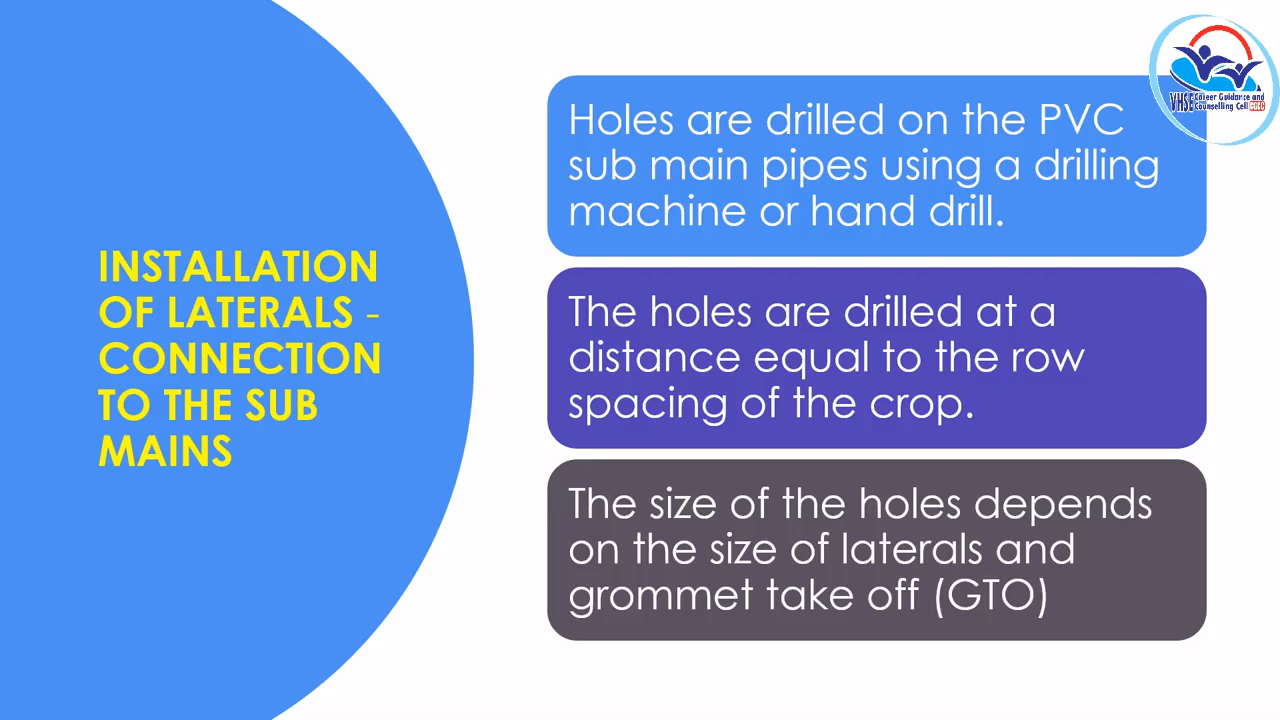 INSTALLATION
OF LATERALS -
CONNECTION
TO THE SUB
MAINS
Holes are drilled on the PVC
sub main pipes using a drilling
machine or hand drill.
The holes are drilled at a
distance equal to the row
spacing of the crop.
The size of the holes depends
on the size of laterals and
grommet take off (GTO)
VHSE Career Guidance and
Counselling Cell CGCC